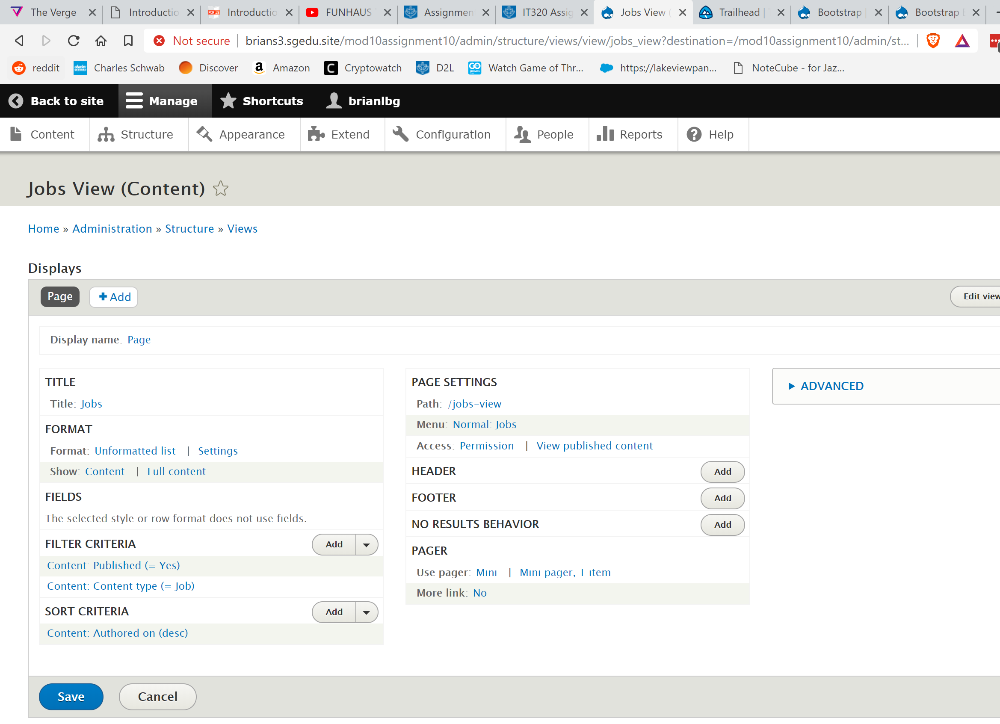 The Verge Introductio Introductio FUNHAUS Assignmen IT320 Assig Jobs View ( Trailhead | Bootstrap | Bootstrap
Not secure brians3.sgedu.site/mod10assignment10/admin/structure/views/view/jobs_view?destination=/mod10assignment10/admin/st...
reddit Charles Schwab Discover Amazon Cryptowatch D2L Watch Game of Thr... https://lakeviewpan... NoteCube - for Jaz...
Back to site Manage Shortcuts brianlbg
Content Structure Appearance Extend Configuration People Reports Help
Jobs View (Content)
Home » Administration » Structure » Views
Displays
Page Add Edit view
Display name: Page
TITLE
Title: Jobs
FORMAT
Format: Unformatted list | Settings
Show: Content | Full content
FIELDS
The selected style or row format does not use fields.
FILTER CRITERIA Add
Content: Published (= Yes)
Content: Content type (= Job)
SORT CRITERIA Add
Content: Authored on (desc)
PAGE SETTINGS
Path: /jobs-view
Menu: Normal: Jobs
Access: Permission | View published content
HEADER Add
FOOTER Add
NO RESULTS BEHAVIOR Add
PAGER
Use pager: Mini | Mini pager, 1 item
More link: No
ADVANCED
Save Cancel